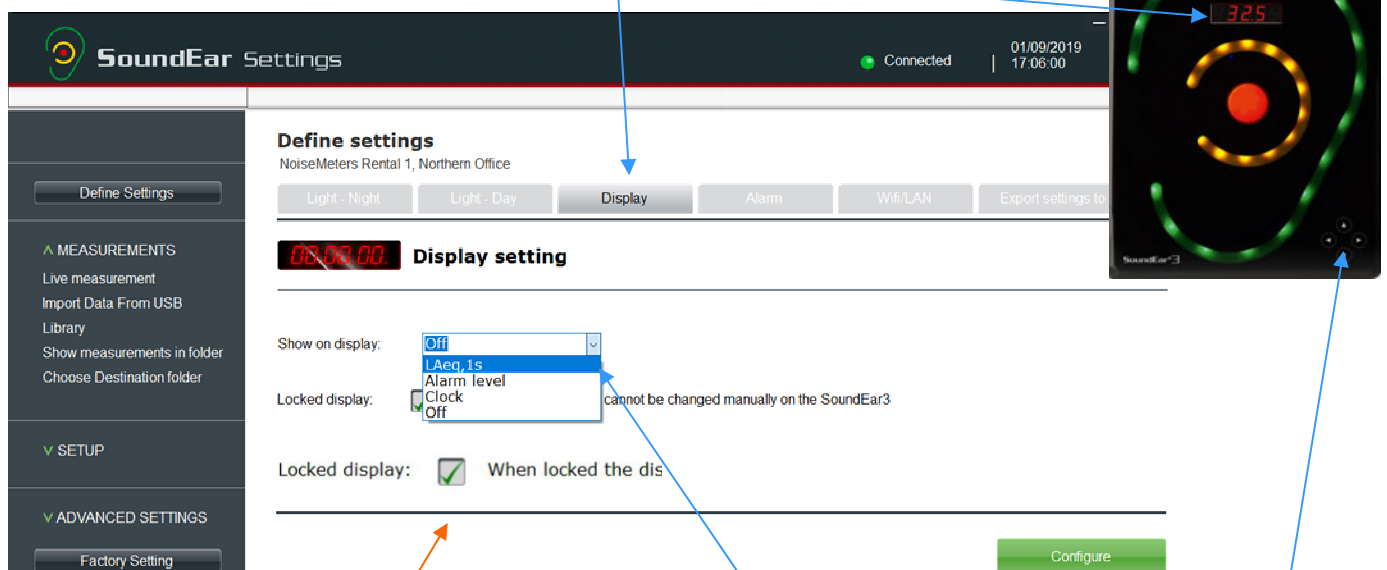 32.5
SoundEar Settings
Connected | 01/09/2019
17:06:00
Define settings
NoiseMeters Rental 1, Northern Office
Define Settings
Light - Night Light - Day Display Alarm Wifi/LAN Export settings to
SoundEar 3
Display setting
∧ MEASUREMENTS
Live measurement
Import Data From USB
Library
Show measurements in folder
Choose Destination folder
Show on display: Off
LAeq,1s
Alarm level
Clock
Off
Locked display: cannot be changed manually on the SoundEar3
∨ SETUP
Locked display: When locked the dis
∨ ADVANCED SETTINGS
Factory Setting
Configure